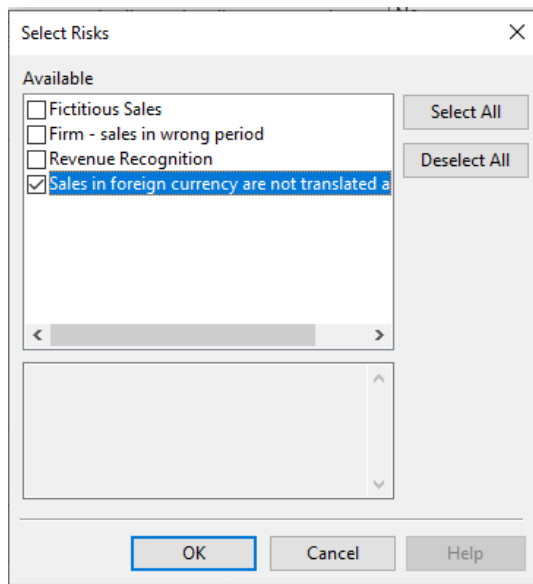 Select Risks
Available
Fictitious Sales
Firm - sales in wrong period
Revenue Recognition
Sales in foreign currency are not translated a
Select All
Deselect All
OK
Cancel
Help